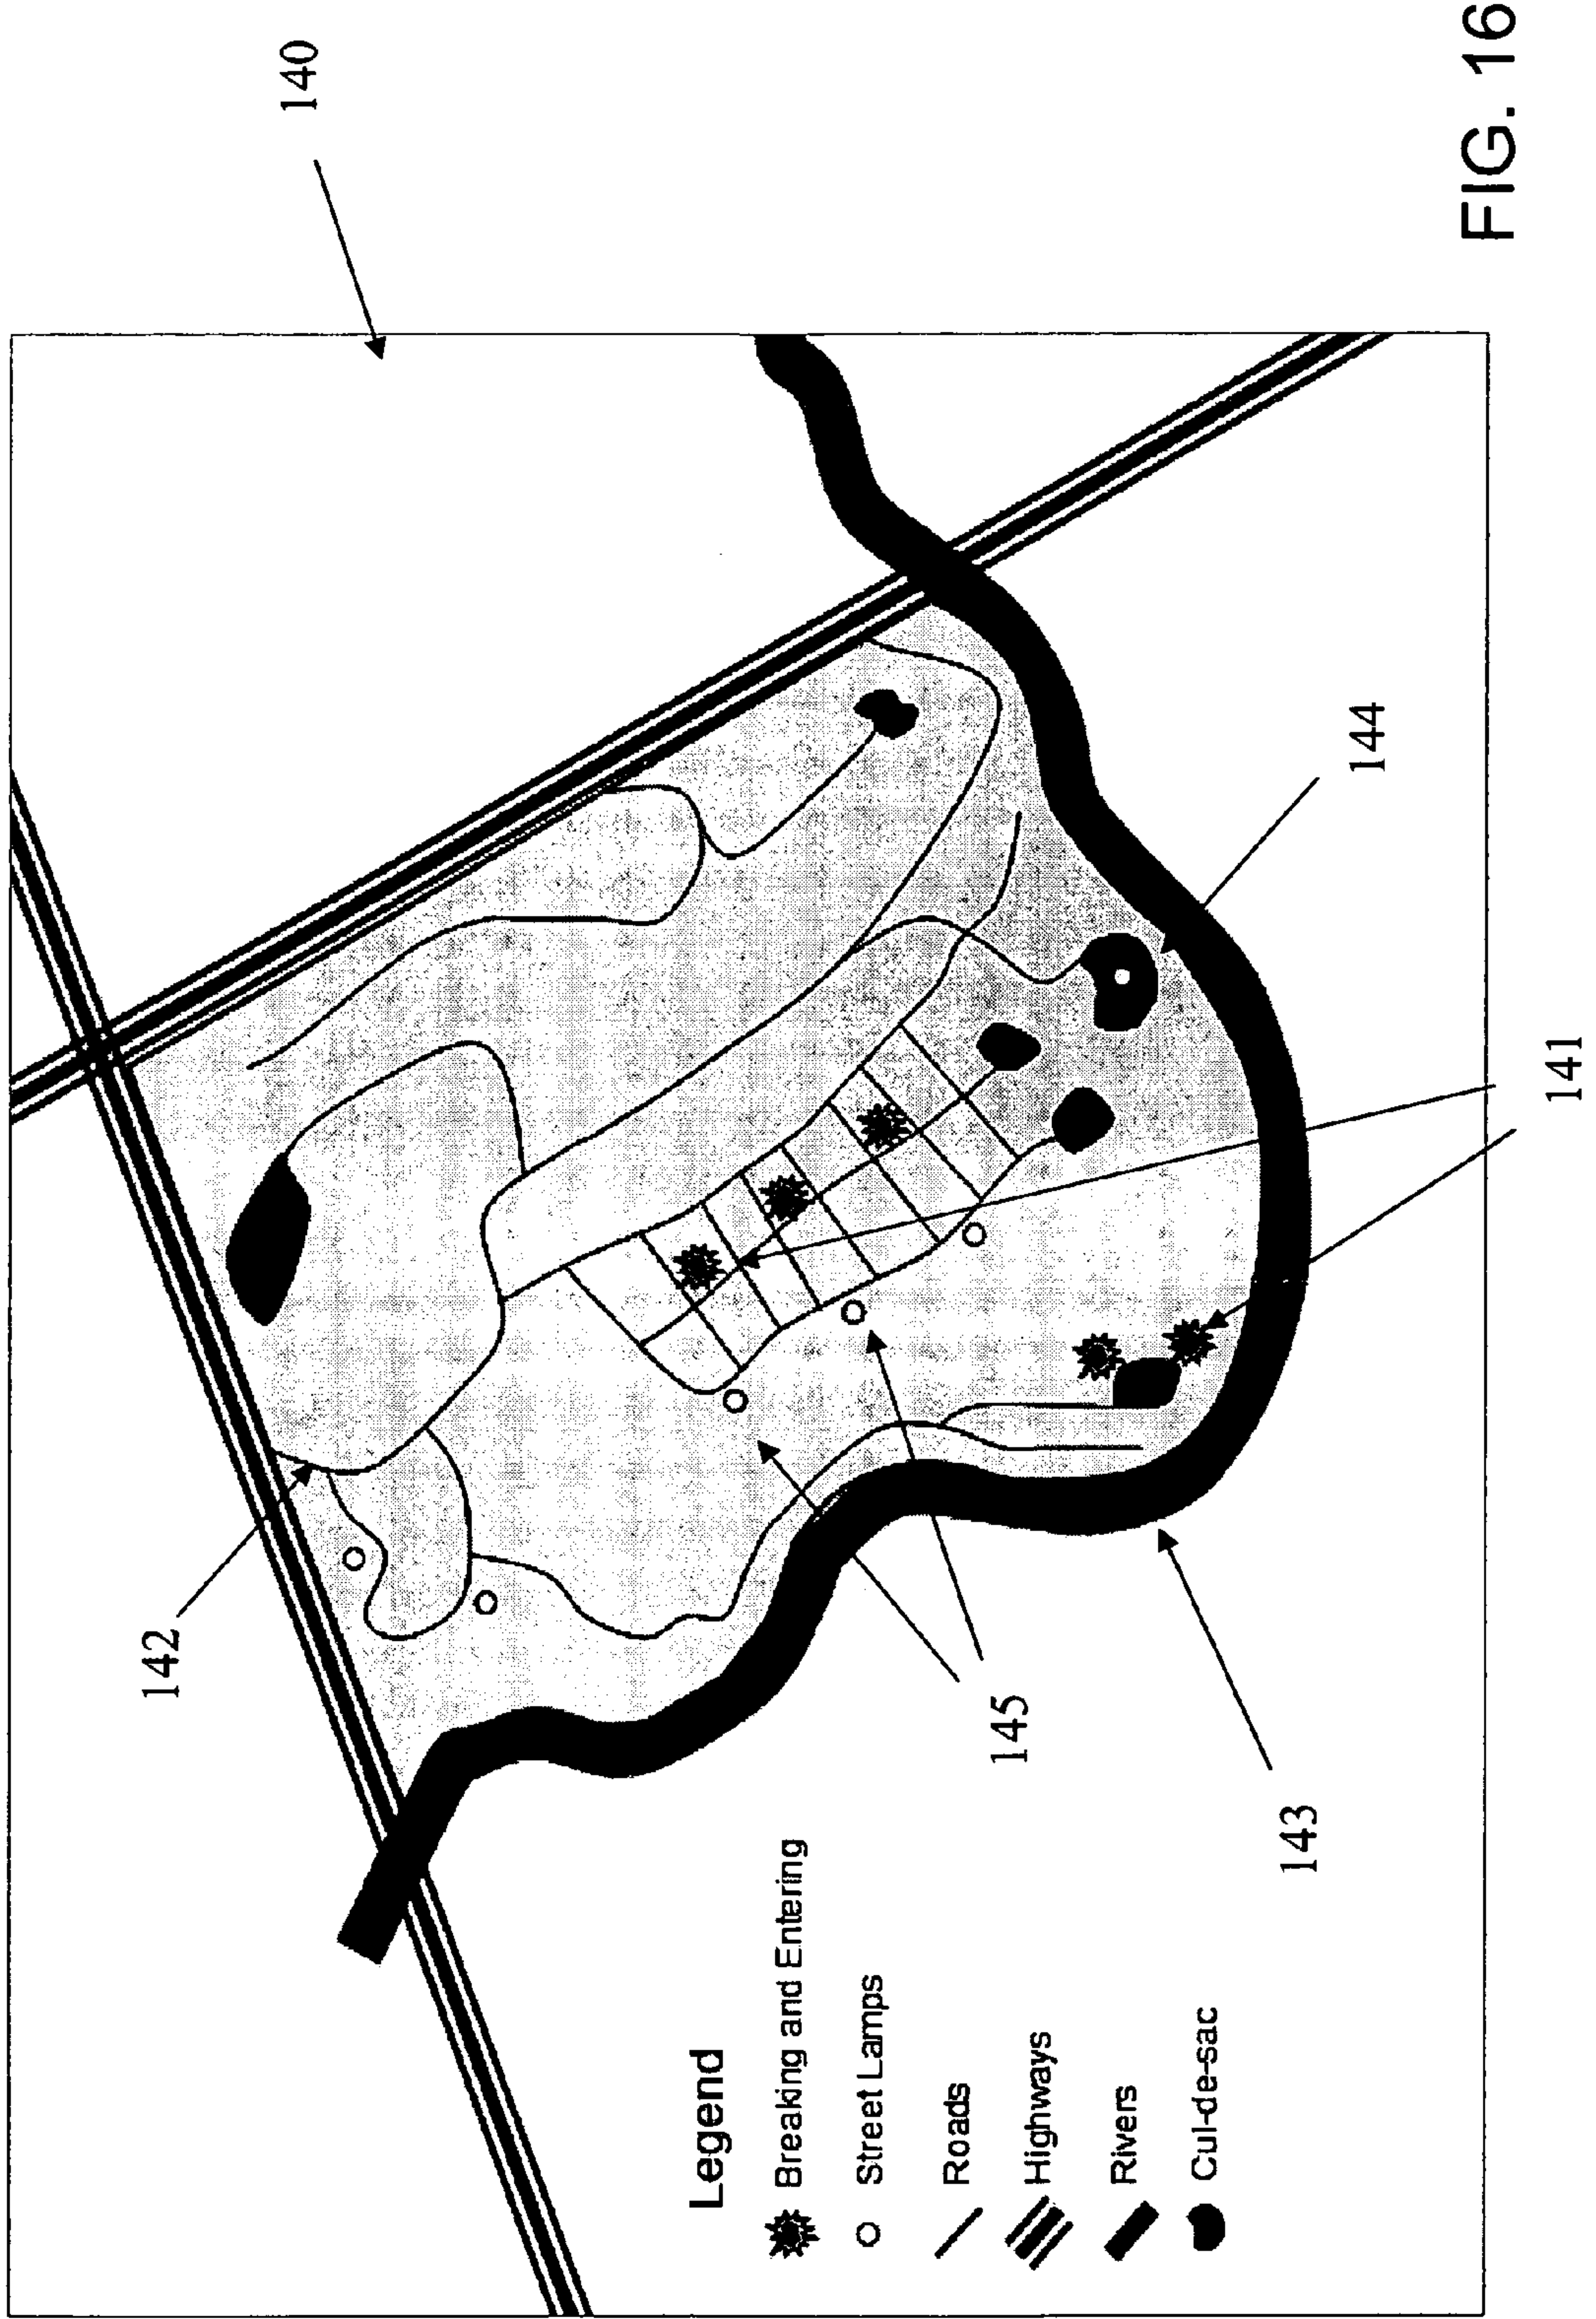 140
142
145
143
144
141
Legend
Breaking and Entering
Street Lamps
Roads
Highways
Rivers
Cul-de-sac
FIG. 16